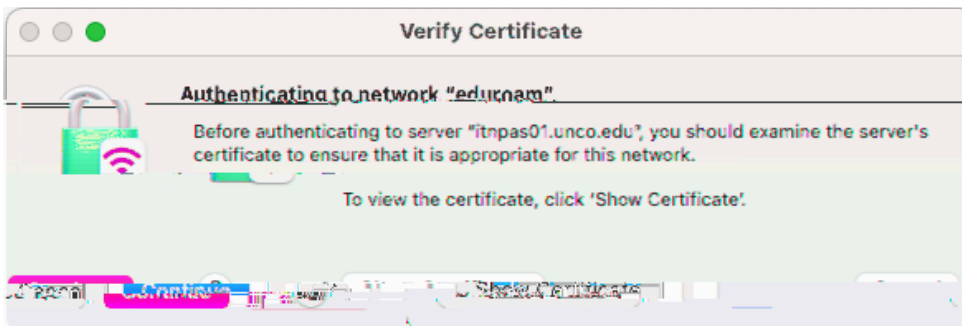 Verify Certificate
Authenticating to network "eduroam".
Before authenticating to server "itnpas01.unco.edu", you should examine the server's
certificate to ensure that it is appropriate for this network.
To view the certificate, click 'Show Certificate'.
Continue Show Certificate